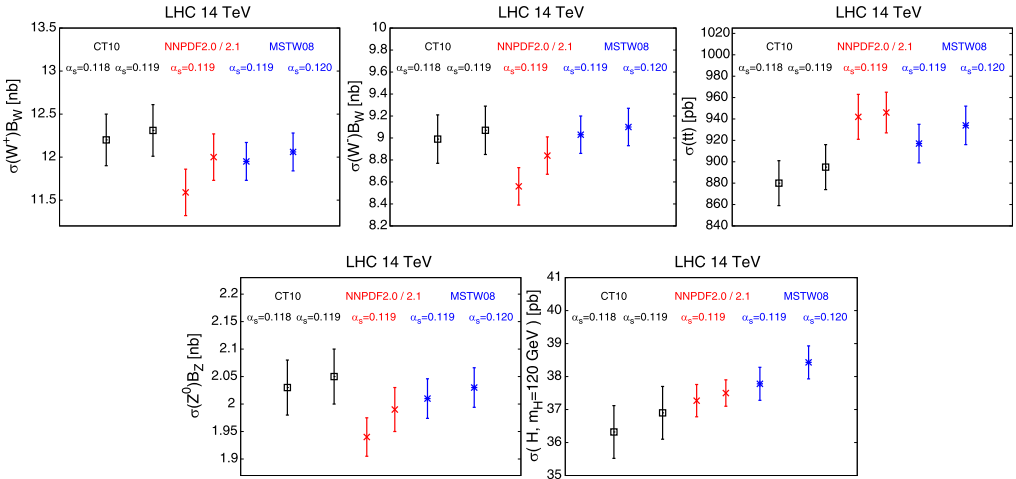 LHC 14 TeV
σ(W⁺)B_W [nb]
13.5
13
12.5
12
11.5
CT10 NNPDF2.0 / 2.1 MSTW08
α_s=0.118 α_s=0.119 α_s=0.119 α_s=0.119 α_s=0.120
LHC 14 TeV
σ(W⁻)B_W [nb]
10
9.8
9.6
9.4
9.2
9
8.8
8.6
8.4
8.2
CT10 NNPDF2.0 / 2.1 MSTW08
α_s=0.118 α_s=0.119 α_s=0.119 α_s=0.119 α_s=0.120
LHC 14 TeV
σ(tt) [pb]
1020
1000
980
960
940
920
900
880
860
840
820
CT10 NNPDF2.0 / 2.1 MSTW08
α_s=0.118 α_s=0.119 α_s=0.119 α_s=0.119 α_s=0.120
LHC 14 TeV
σ(Z⁰)B_Z [nb]
2.2
2.15
2.1
2.05
2
1.95
1.9
CT10 NNPDF2.0 / 2.1 MSTW08
α_s=0.118 α_s=0.119 α_s=0.119 α_s=0.119 α_s=0.120
LHC 14 TeV
σ( H, m_H=120 GeV ) [pb]
41
40
39
38
37
36
35
CT10 NNPDF2.0 / 2.1 MSTW08
α_s=0.118 α_s=0.119 α_s=0.119 α_s=0.119 α_s=0.120